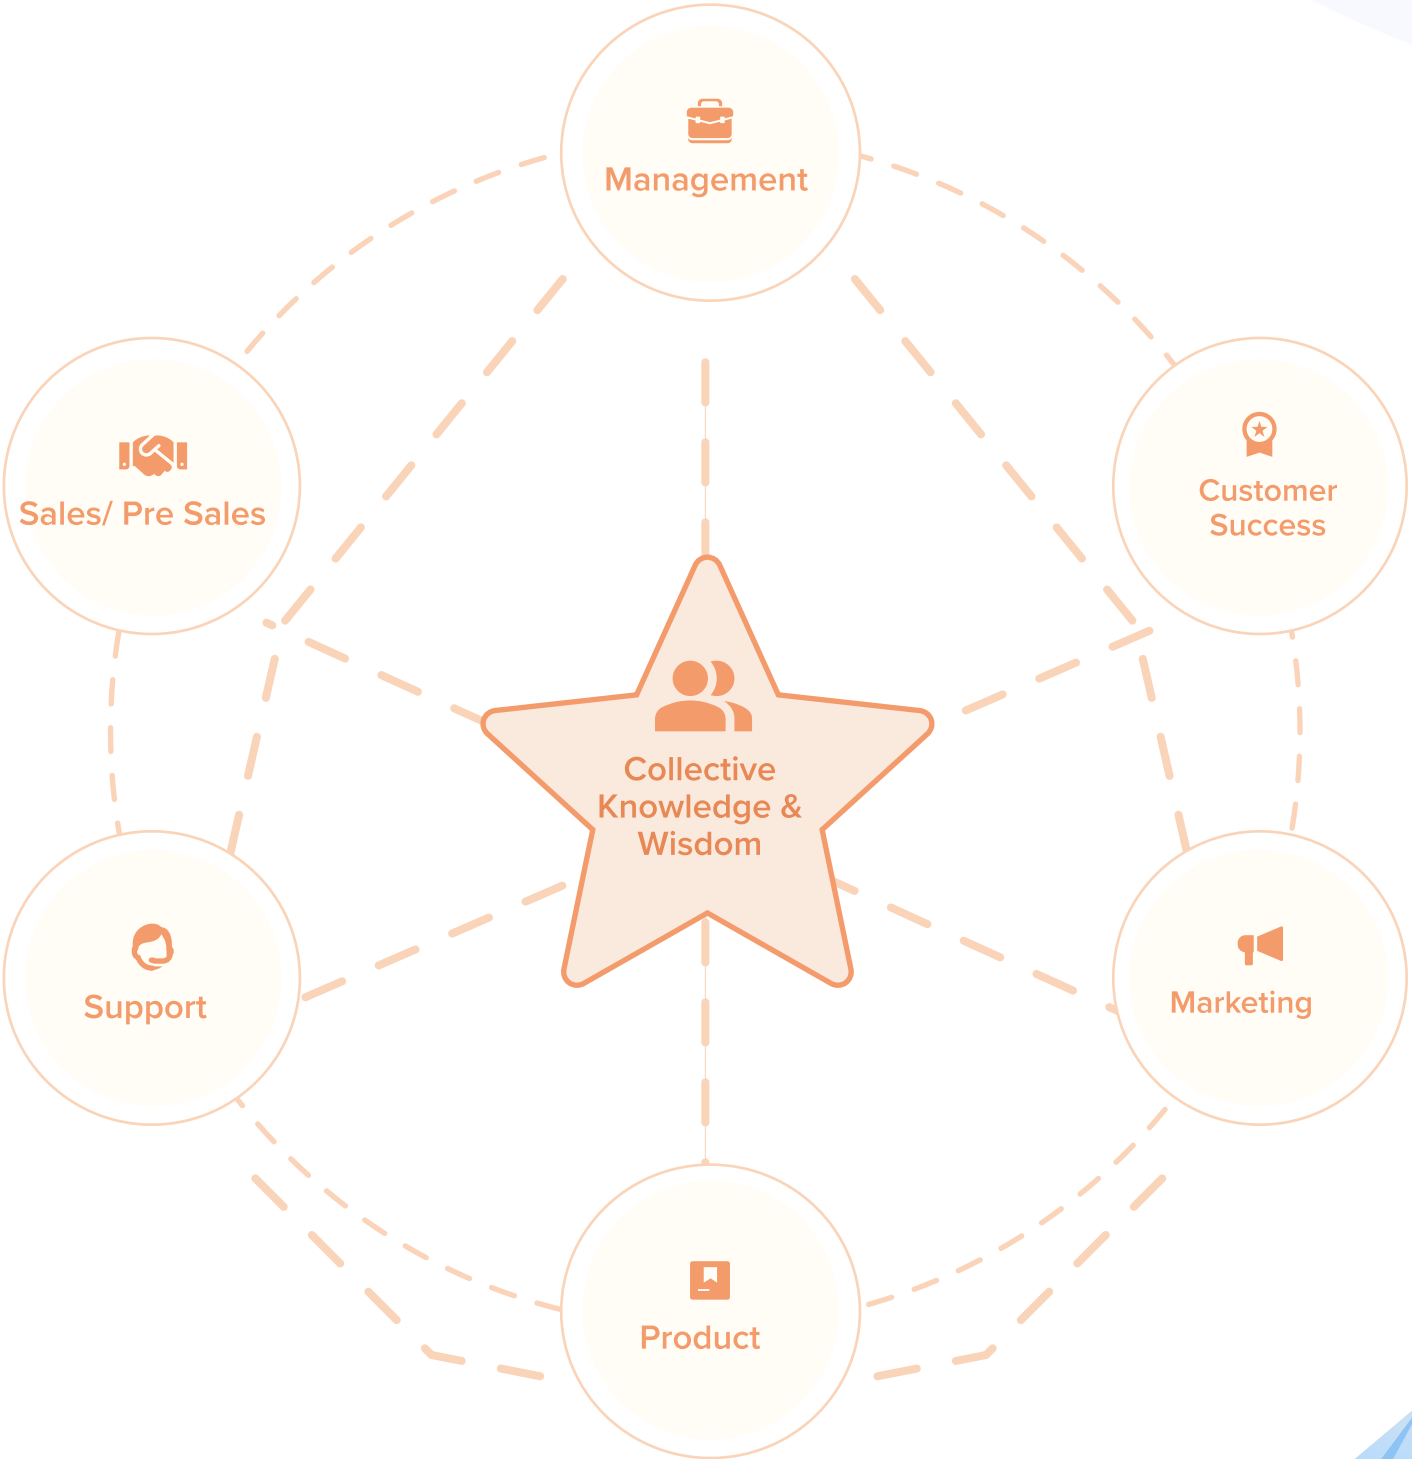 Management
Sales/ Pre Sales
Customer
Success
Collective
Knowledge &
Wisdom
Support
Marketing
Product